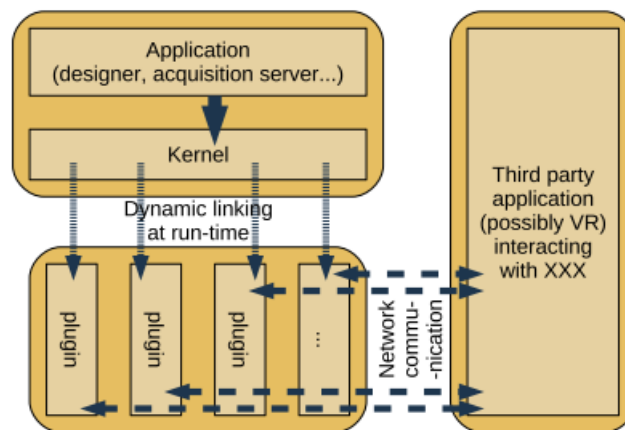 Application
(designer, acquisition server...)
Kernel
Dynamic linking
at run-time
plugin
plugin
plugin
...
Network
commu-
-nication
Third party
application
(possibly VR)
interacting
with XXX